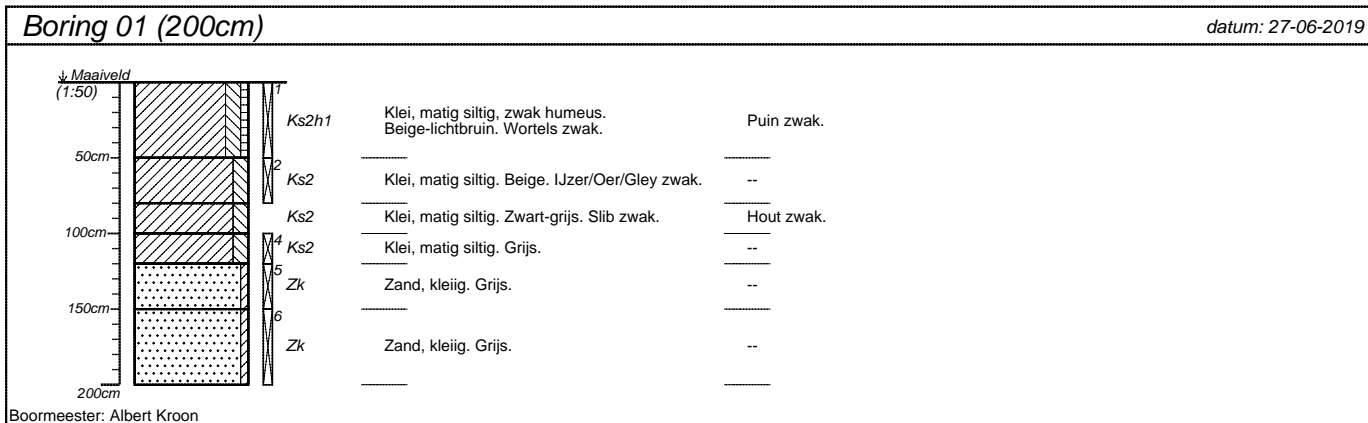 Boring 01 (200cm)
datum: 27-06-2019
Maaiveld
(1:50)
1
Ks2h1
Klei, matig siltig, zwak humeus.
Beige-lichtbruin. Wortels zwak.
Puin zwak.
50cm
2
Ks2
Klei, matig siltig. Beige. IJzer/Oer/Gley zwak.
--
Ks2
Klei, matig siltig. Zwart-grijs. Slib zwak.
Hout zwak.
100cm
4
Ks2
Klei, matig siltig. Grijs.
--
5
Zk
Zand, kleiig. Grijs.
--
150cm
6
Zk
Zand, kleiig. Grijs.
--
200cm
Boormeester: Albert Kroon